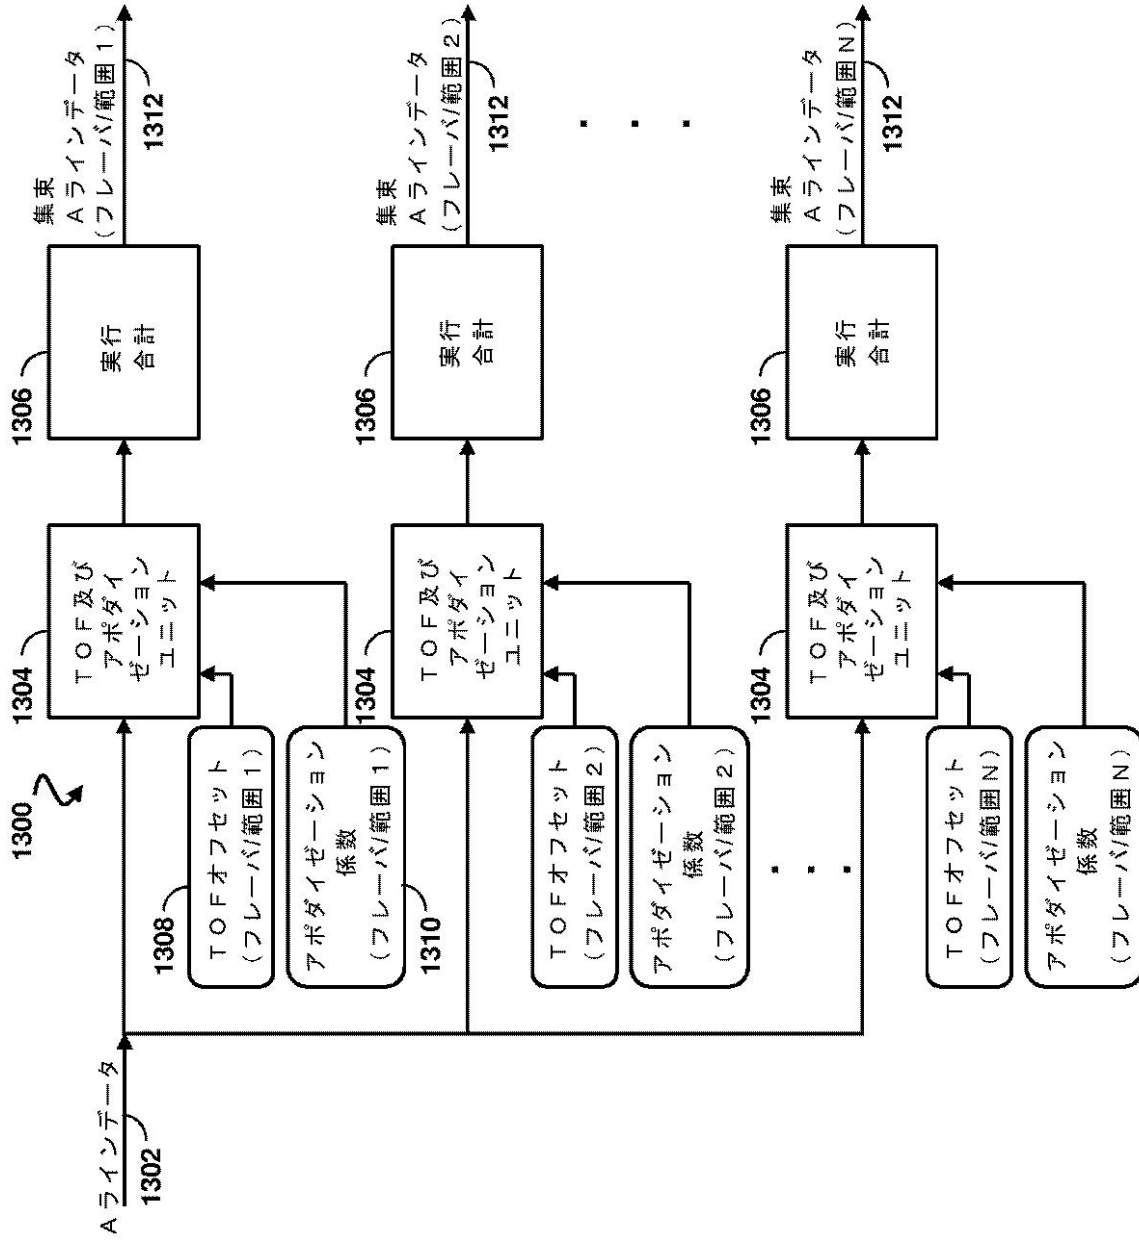 1300
Aラインデータ
1302
TOFオフセット
(フレーバ/範囲1)
1308
アポダイゼーション
係数
(フレーバ/範囲1)
1310
1304
TOF及び
アポダイ
ゼーション
ユニット
1306
実行
合計
集束
Aラインデータ
(フレーバ/範囲1)
1312
TOFオフセット
(フレーバ/範囲2)
アポダイゼーション
係数
(フレーバ/範囲2)
1304
TOF及び
アポダイ
ゼーション
ユニット
1306
実行
合計
集束
Aラインデータ
(フレーバ/範囲2)
1312
TOFオフセット
(フレーバ/範囲N)
アポダイゼーション
係数
(フレーバ/範囲N)
1304
TOF及び
アポダイ
ゼーション
ユニット
1306
実行
合計
集束
Aラインデータ
(フレーバ/範囲N)
1312